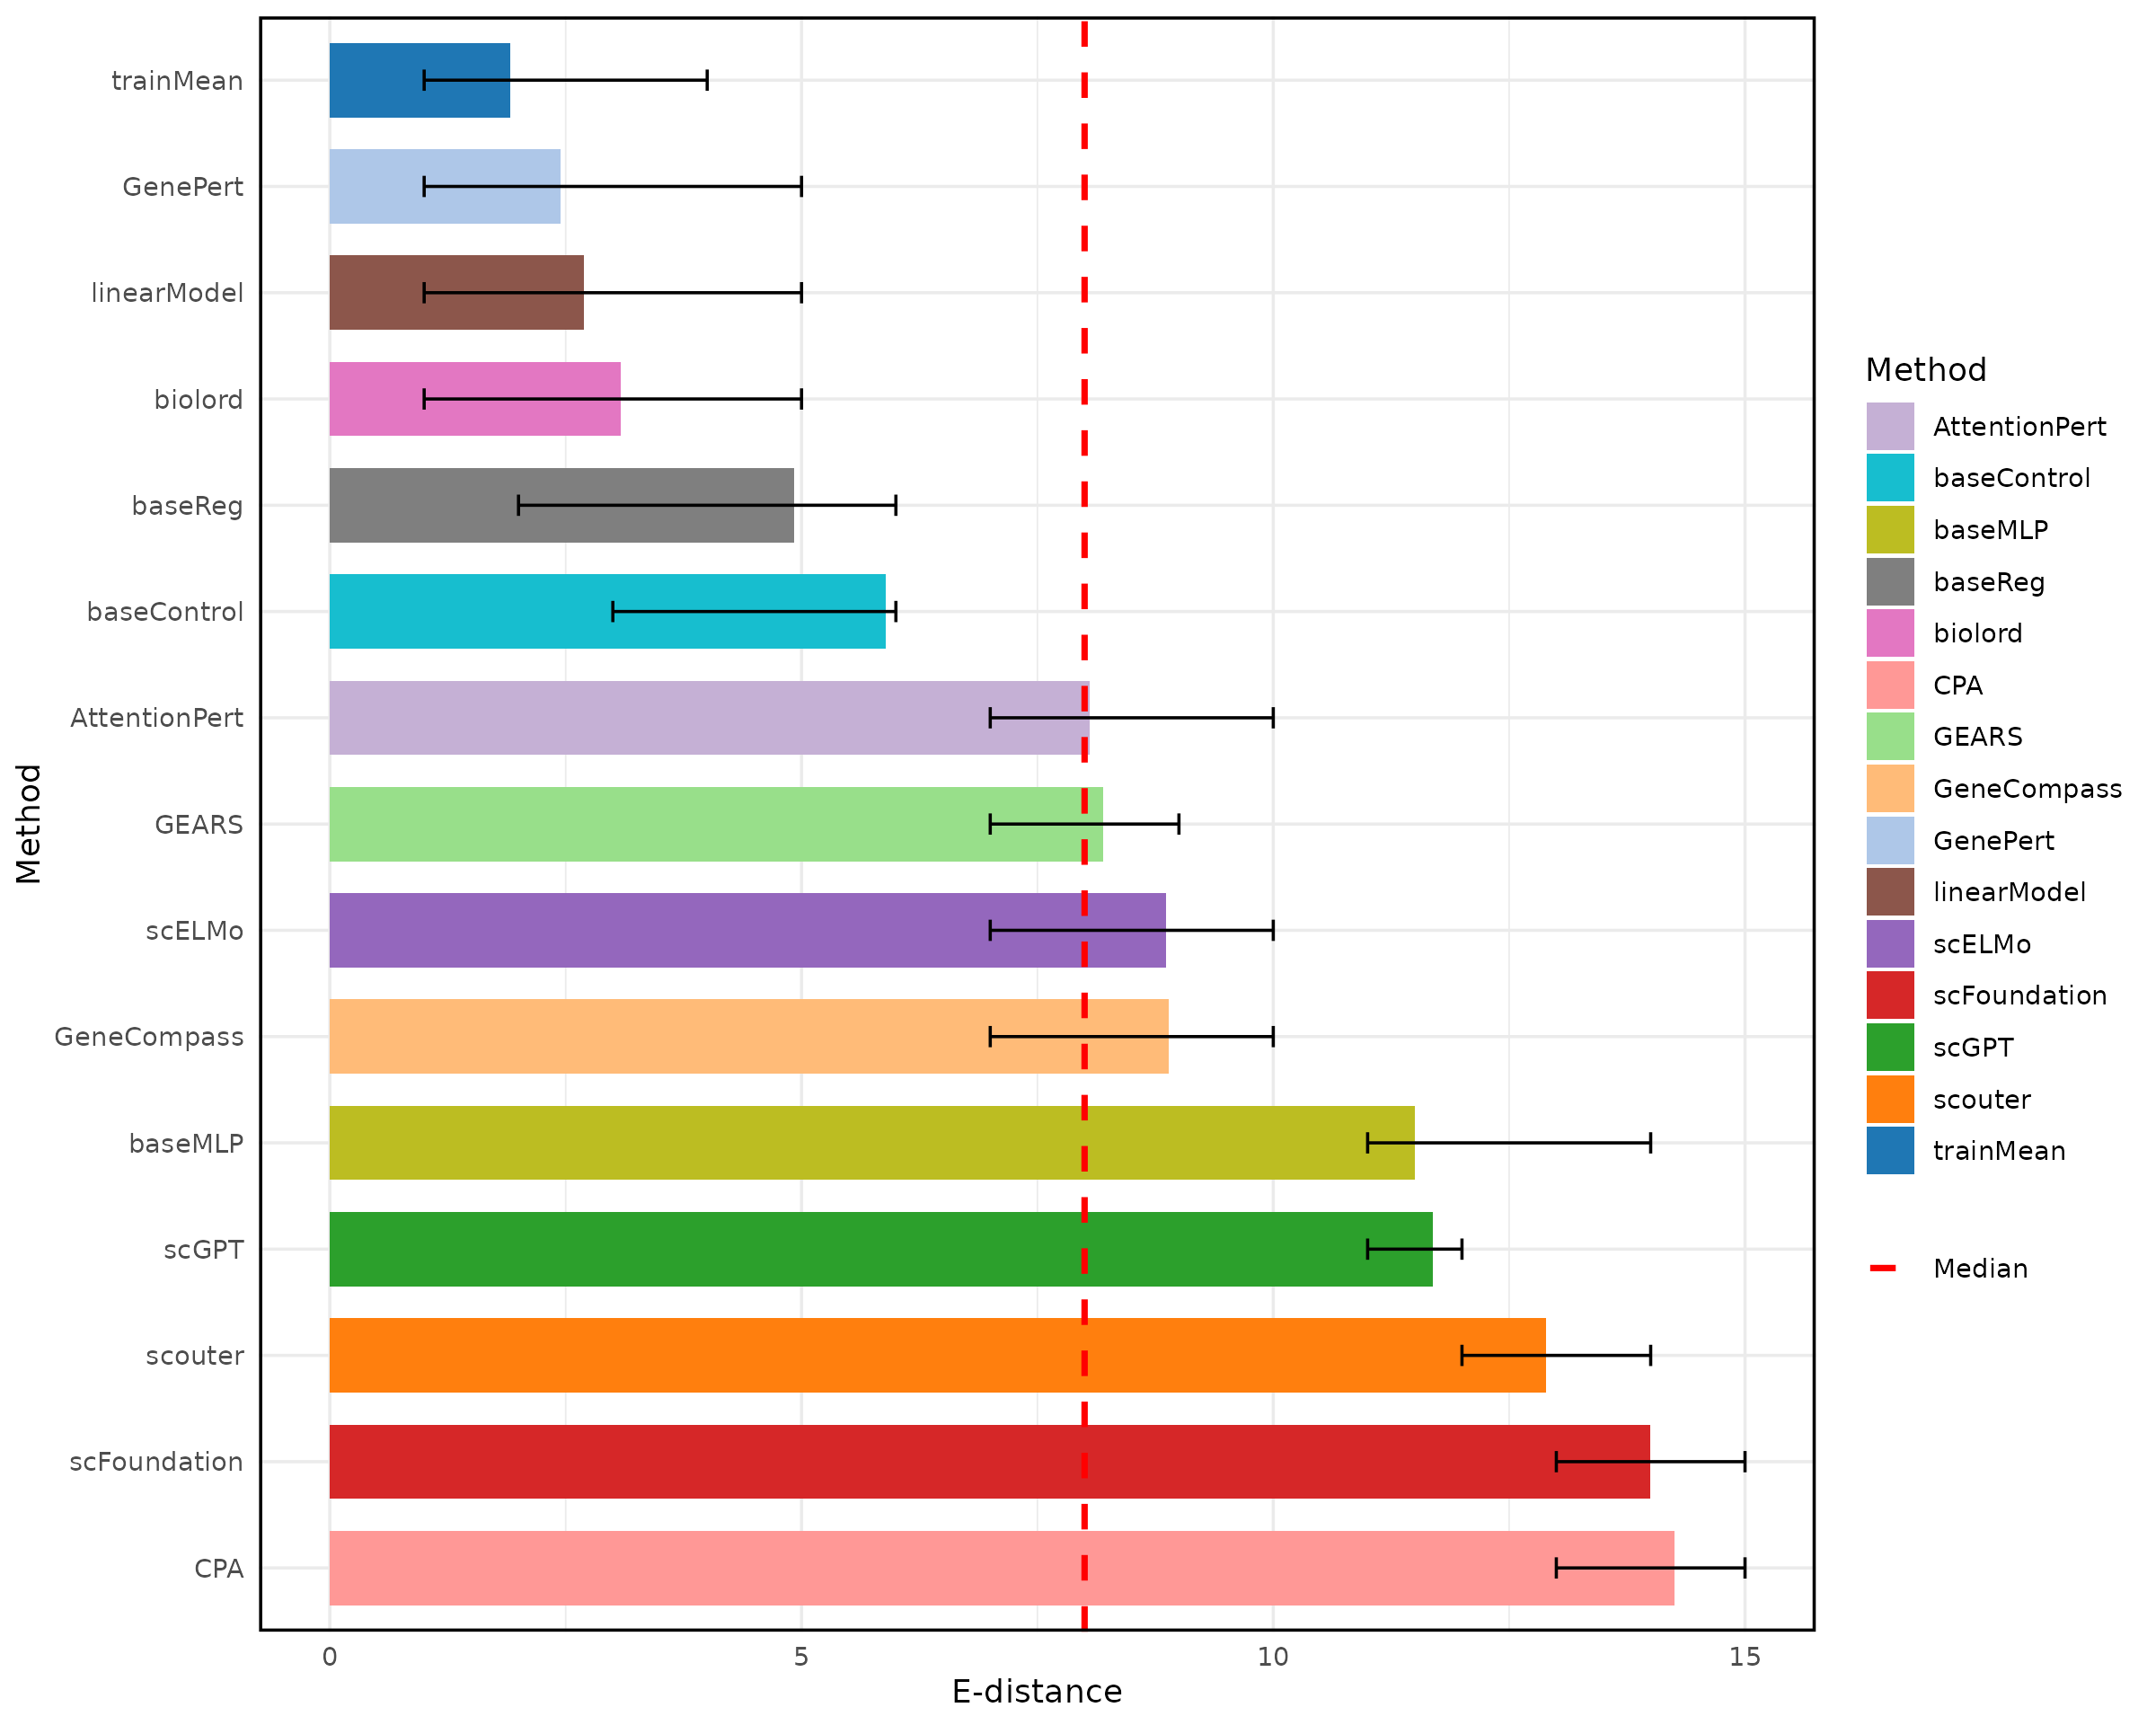 Method
trainMean
GenePert
linearModel
biolord
baseReg
baseControl
AttentionPert
GEARS
scELMo
GeneCompass
baseMLP
scGPT
scouter
scFoundation
CPA
0 5 10 15
E-distance
Method
AttentionPert
baseControl
baseMLP
baseReg
biolord
CPA
GEARS
GeneCompass
GenePert
linearModel
scELMo
scFoundation
scGPT
scouter
trainMean
Median